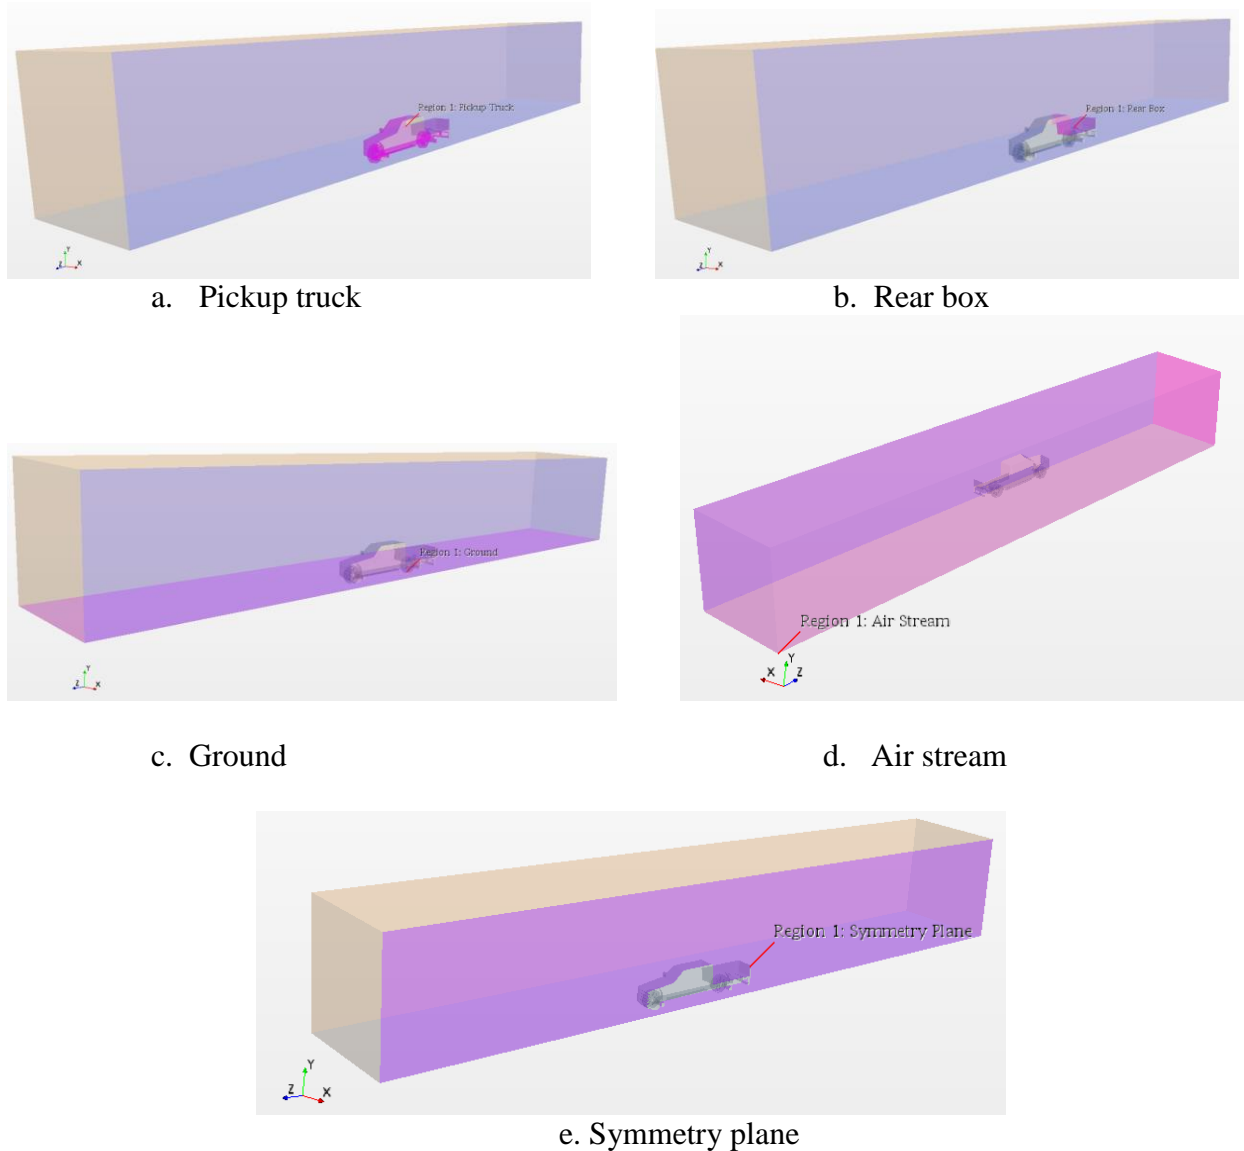 Region 1: Pickup Truck
Y
Z X
a. Pickup truck
Region 1: Rear Box
Y
Z X
b. Rear box
Region 1: Ground
Y
Z X
c. Ground
Region 1: Air Stream
Y
X Z
d. Air stream
Region 1: Symmetry Plane
Y
Z X
e. Symmetry plane